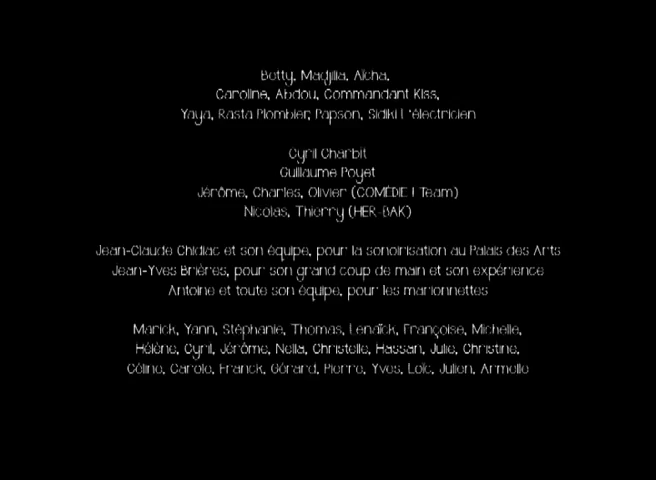 Betty, Madjilia, Aïcha,
Caroline, Abdou, Commandant Kiss,
Yaya, Rasta Plombier, Papson, Sidiki l'électricien
Cyril Charbit
Guillaume Poyet
Jérôme, Charles, Olivier (COMÉDIE ! Team)
Nicolas, Thierry (HER-BAK)
Jean-Claude Chidiac et son équipe, pour la sonoirisation au Palais des Arts
Jean-Yves Brières, pour son grand coup de main et son expérience
Antoine et toute son équipe, pour les marionnettes
Marick, Yann, Stéphanie, Thomas, Lenaïck, Françoise, Michelle,
Hélène, Cyril, Jérôme, Nella, Christelle, Hassan, Julie, Christine,
Céline, Carole, Franck, Gérard, Pierre, Yves, Loïc, Julien, Armelle